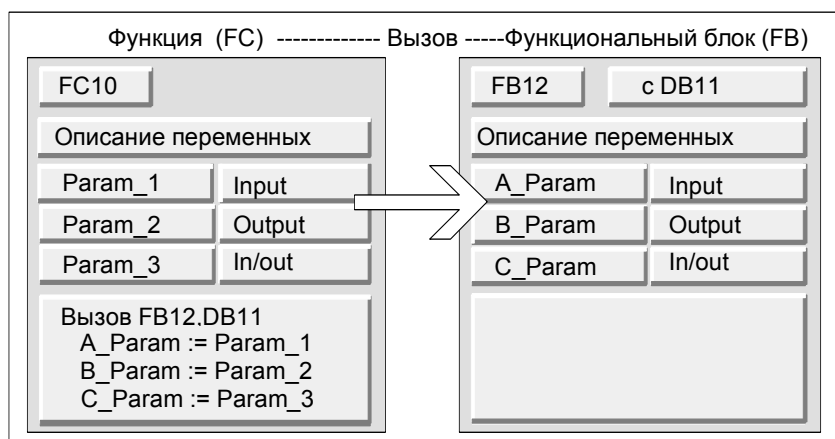 Функция (FC) ------------- Вызов -----Функциональный блок (FB)
FC10
Описание переменных
Param_1 Input
Param_2 Output
Param_3 In/out
Вызов FB12,DB11
A_Param := Param_1
B_Param := Param_2
C_Param := Param_3
FB12 с DB11
Описание переменных
A_Param Input
B_Param Output
C_Param In/out